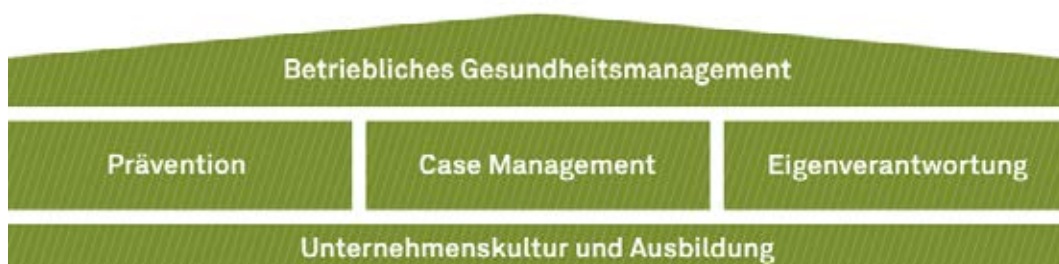 Betriebliches Gesundheitsmanagement
Prävention
Case Management
Eigenverantwortung
Unternehmenskultur und Ausbildung